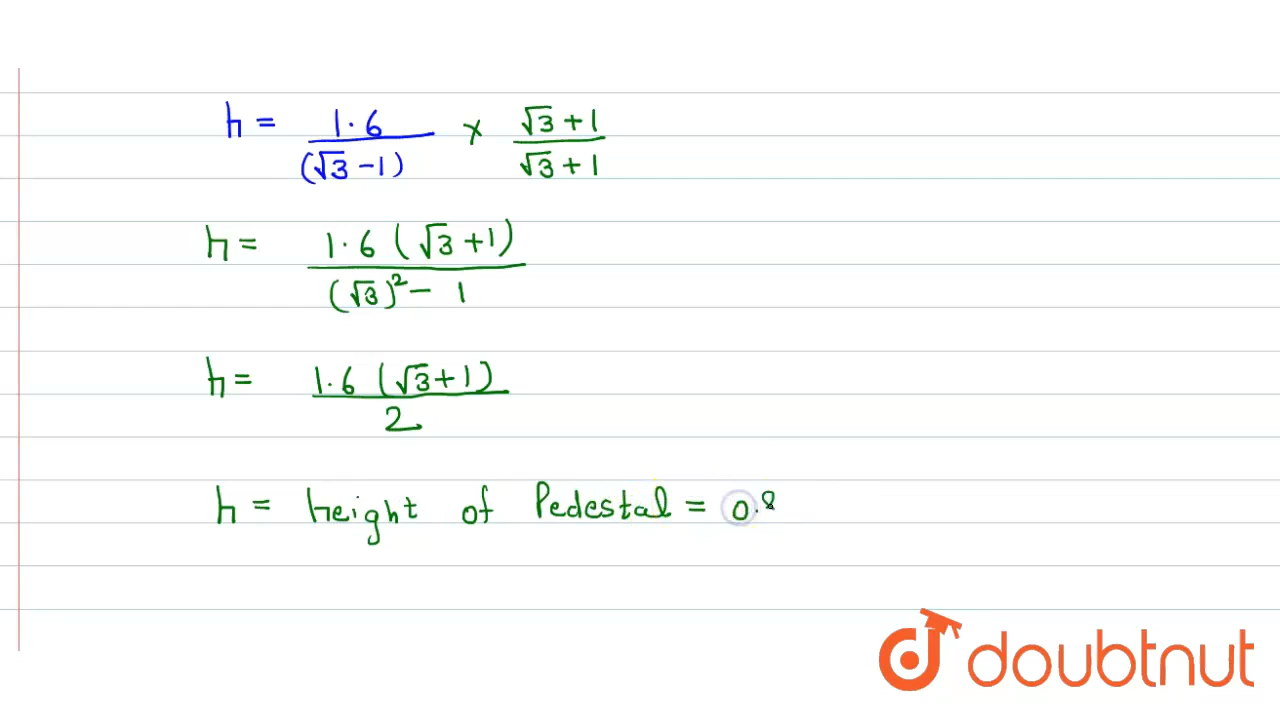 h = 1.6 / (√3 - 1) × √3 + 1 / √3 + 1
h = 1.6 (√3 + 1) / (√3)² - 1
h = 1.6 (√3 + 1) / 2
h = height of Pedestal = 0.8
doubtnut